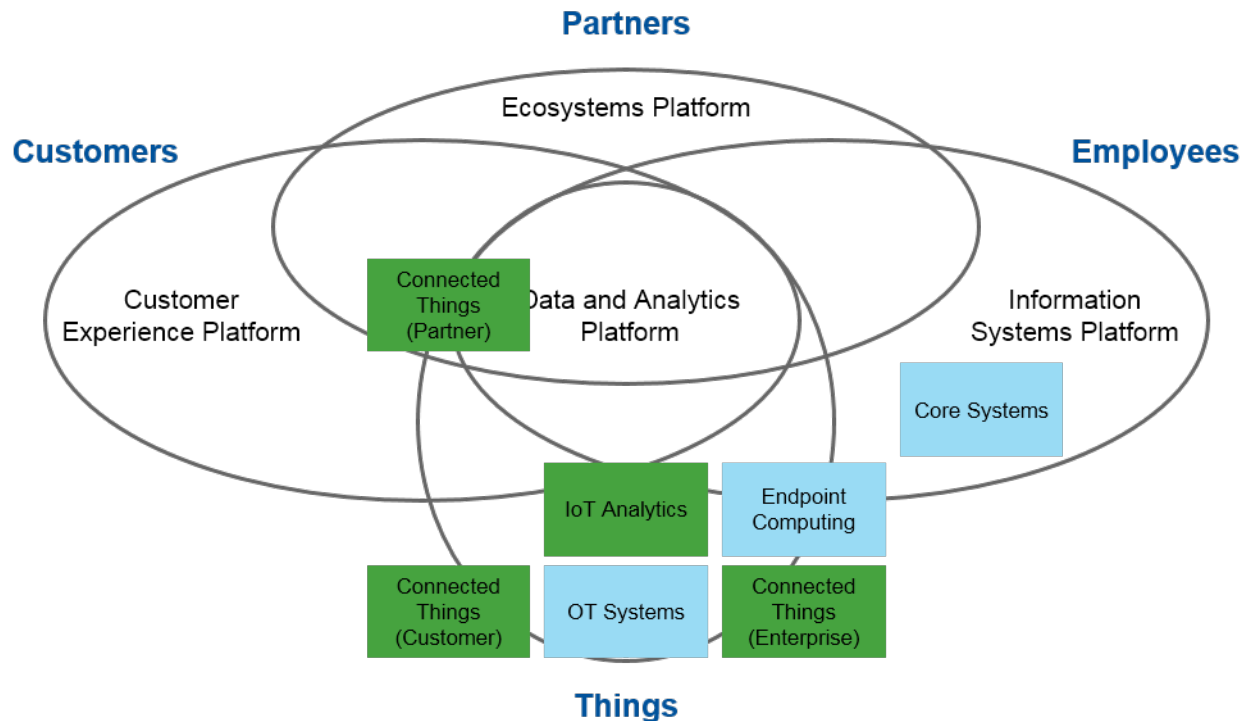 Partners
Ecosystems Platform
Customers
Employees
Connected
Things
(Partner)
Customer
Experience Platform
Data and Analytics
Platform
Information
Systems Platform
Core Systems
IoT Analytics
Endpoint
Computing
Connected
Things
(Customer)
OT Systems
Connected
Things
(Enterprise)
Things